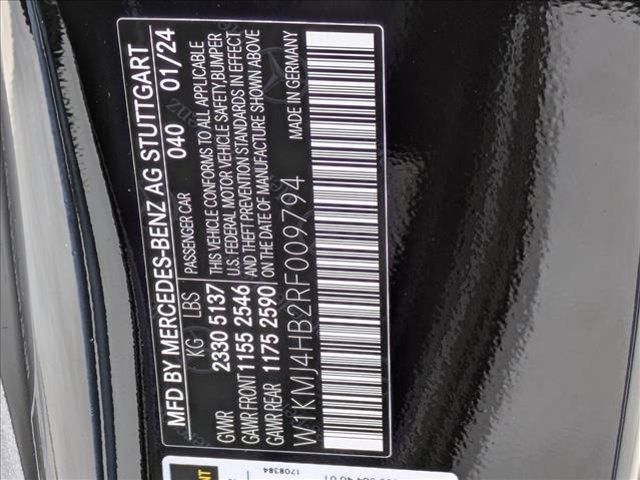 MFD BY MERCEDES-BENZ AG STUTTGART
040 01/24
KG LBS PASSENGER CAR
GVWR 2330 5137
GAWR FRONT 1155 2546
GAWR REAR 1175 2590
THIS VEHICLE CONFORMS TO ALL APPLICABLE
U.S. FEDERAL MOTOR VEHICLE SAFETY, BUMPER
AND THEFT PREVENTION STANDARDS IN EFFECT
ON THE DATE OF MANUFACTURE SHOWN ABOVE
W1KMJ4HB2RF009794 MADE IN GERMANY
1708384